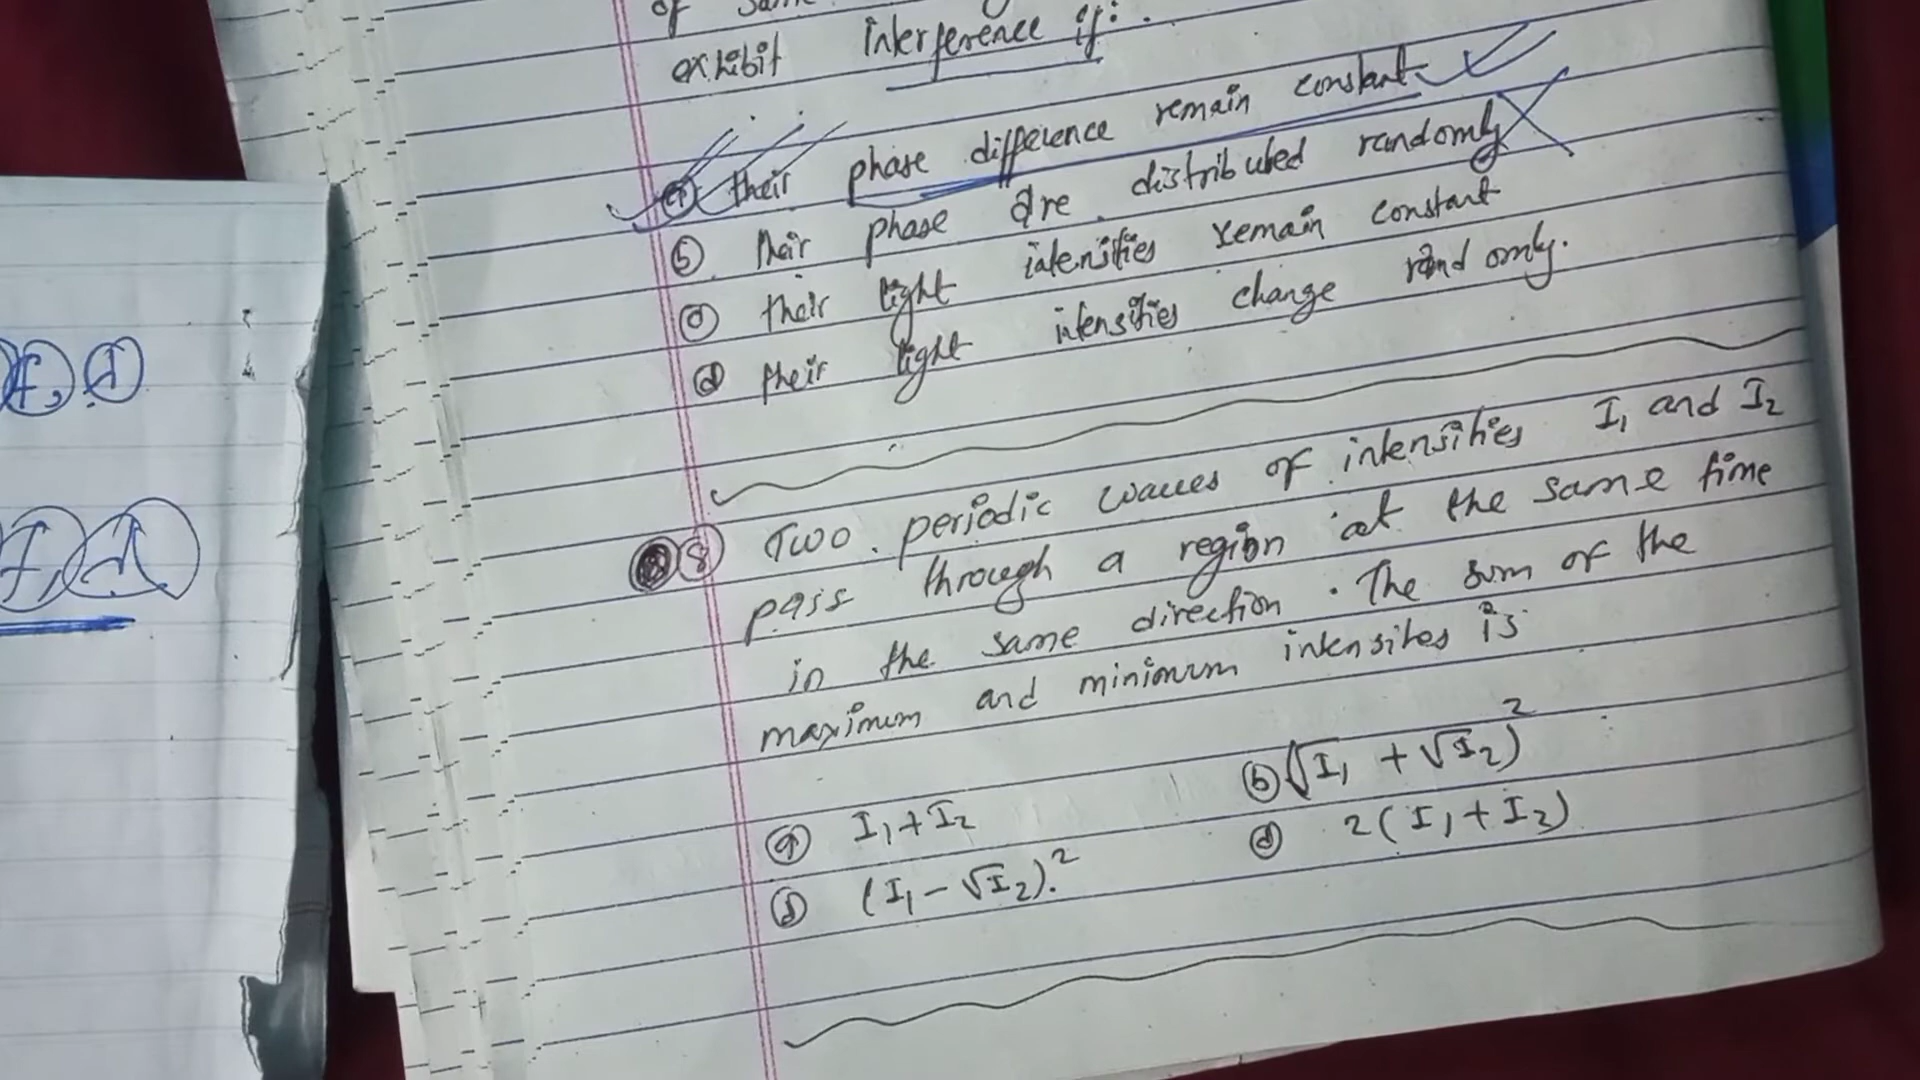 of same
exhibit interference if:
ⓐ their phase difference remain constant
ⓑ their phase are distributed randomly
ⓒ their light intensities remain constant
ⓓ their light intensities change randomly.
⑧ Two periodic waves of intensities I₁ and I₂
pass through a region at the same time
in the same direction. The sum of the
maximum and minimum intensites is
ⓐ I₁+I₂ ⓑ (√I₁ + √I₂)²
ⓓ (I₁ - √I₂)² ⓓ 2(I₁+I₂)
f, d
f, d